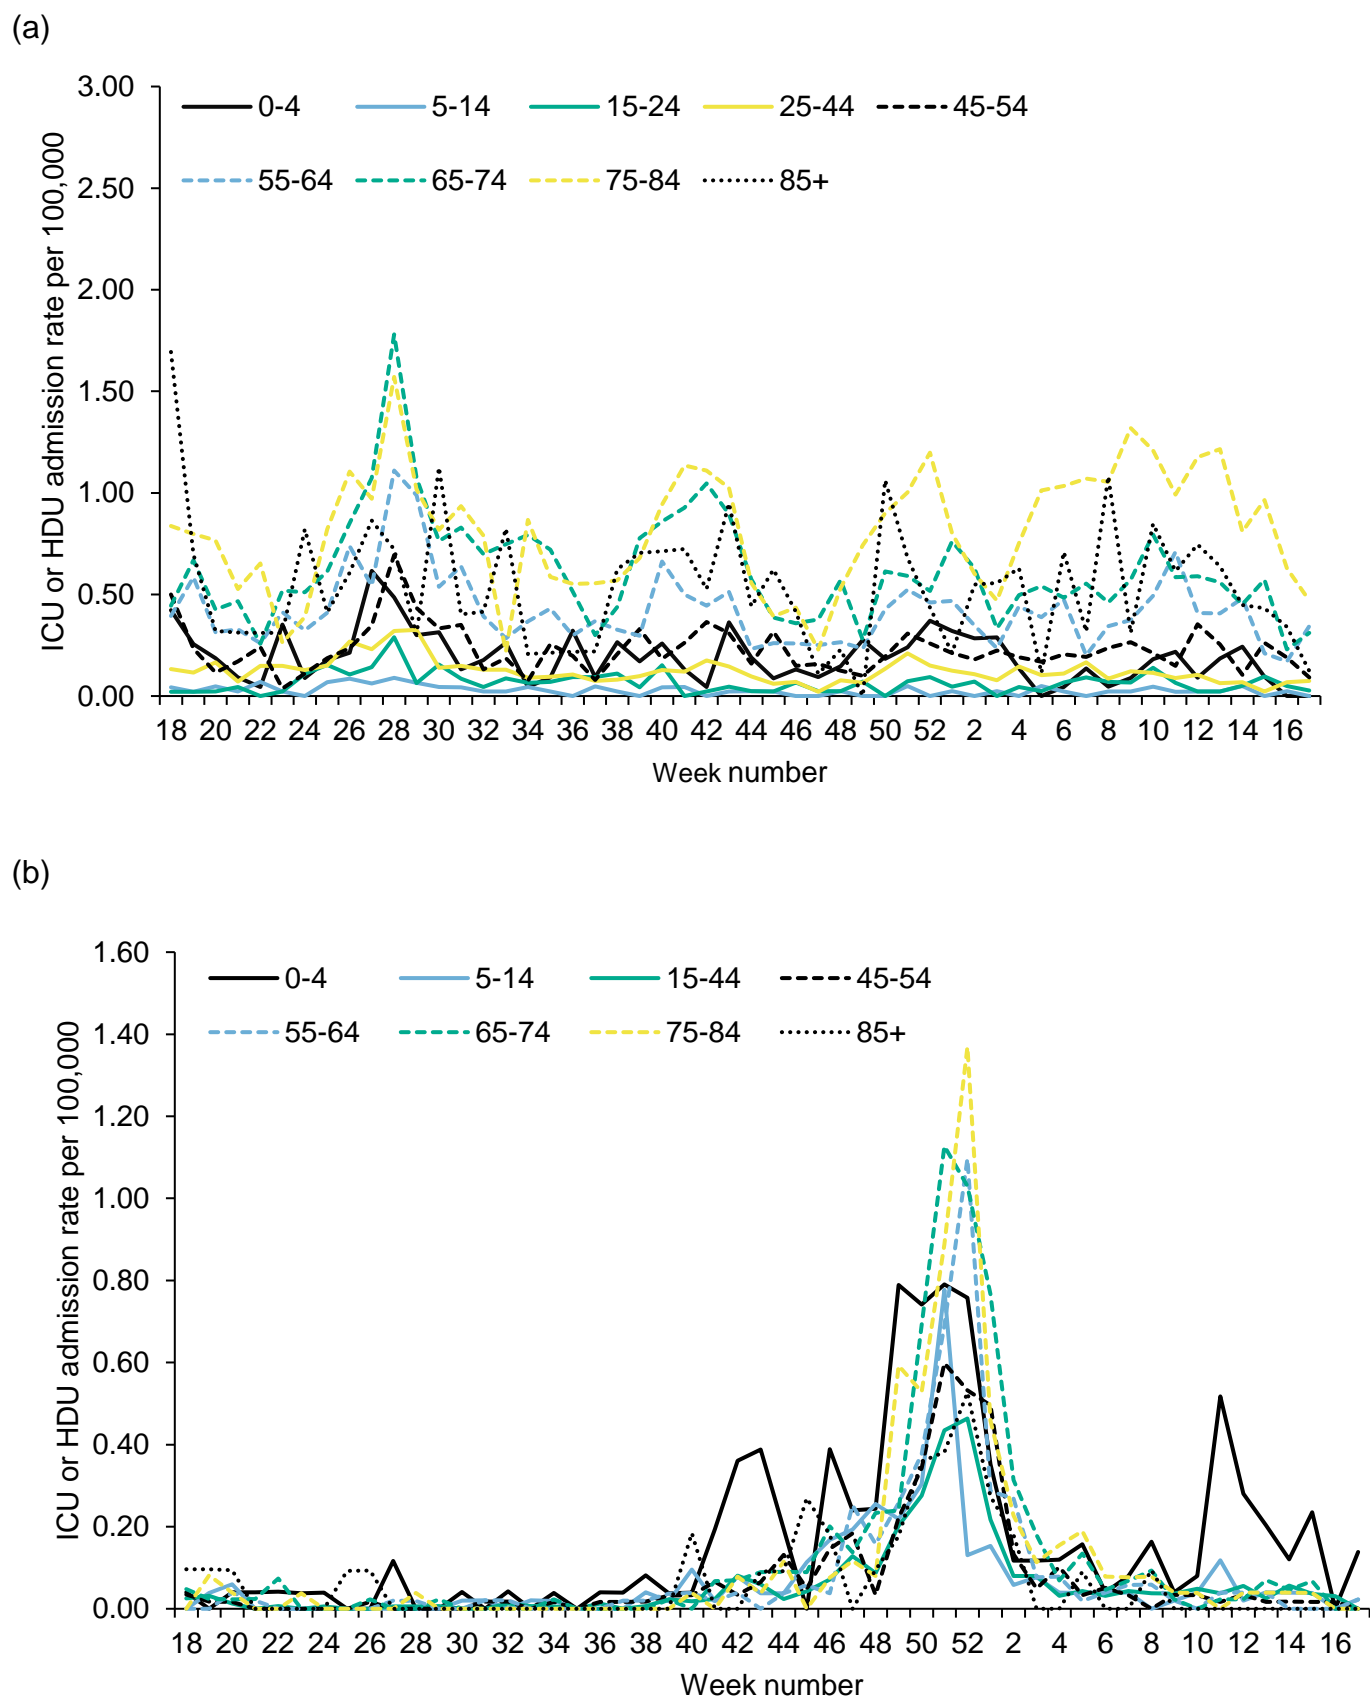 (a)
3.00
2.50
2.00
1.50
1.00
0.50
0.00
ICU or HDU admission rate per 100,000
0-4 5-14 15-24 25-44 45-54
55-64 65-74 75-84 85+
18 20 22 24 26 28 30 32 34 36 38 40 42 44 46 48 50 52 2 4 6 8 10 12 14 16
Week number
(b)
1.60
1.40
1.20
1.00
0.80
0.60
0.40
0.20
0.00
ICU or HDU admission rate per 100,000
0-4 5-14 15-44 45-54
55-64 65-74 75-84 85+
18 20 22 24 26 28 30 32 34 36 38 40 42 44 46 48 50 52 2 4 6 8 10 12 14 16
Week number